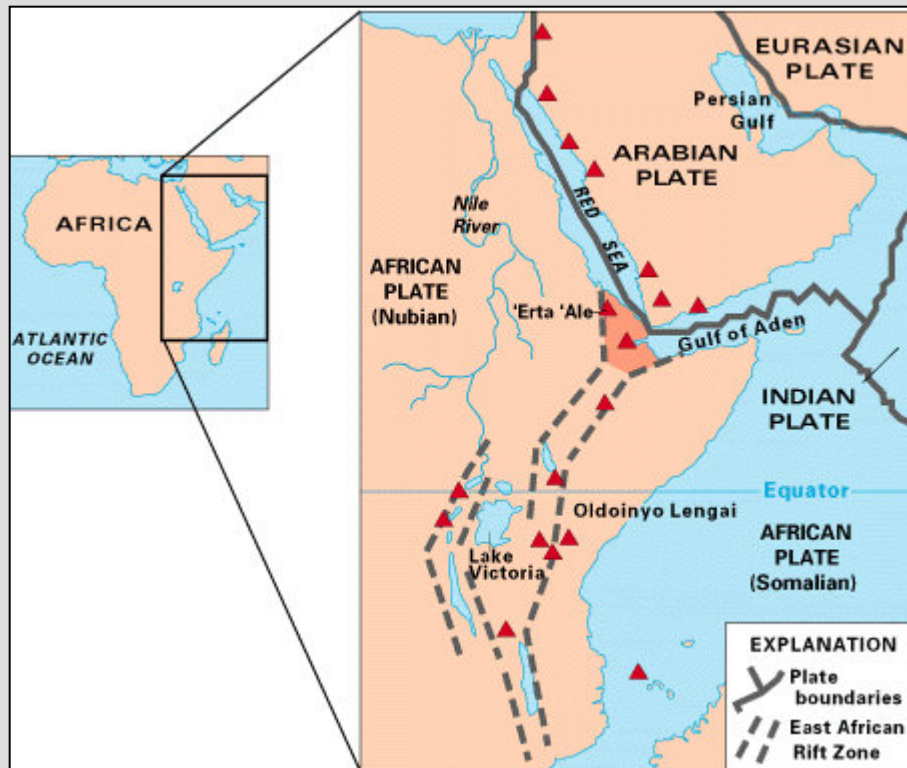 AFRICA
ATLANTIC
OCEAN
EURASIAN
PLATE
Persian
Gulf
ARABIAN
PLATE
RED SEA
Nile
River
AFRICAN
PLATE
(Nubian)
'Erta 'Ale
Gulf of Aden
INDIAN
PLATE
Equator
Oldoinyo Lengai
Lake
Victoria
AFRICAN
PLATE
(Somalian)
EXPLANATION
Plate
boundaries
East African
Rift Zone